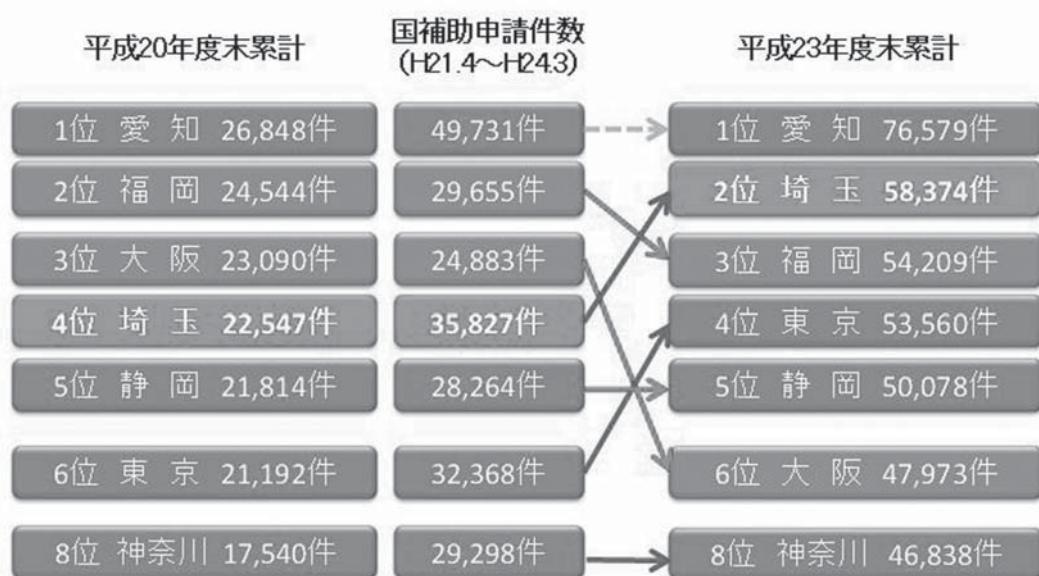 平成20年度末累計
国補助申請件数
(H21.4～H24.3)
平成23年度末累計
1位 愛 知 26,848件
49,731件
1位 愛 知 76,579件
2位 福 岡 24,544件
29,655件
2位 埼 玉 58,374件
3位 大 阪 23,090件
24,883件
3位 福 岡 54,209件
4位 埼 玉 22,547件
35,827件
4位 東 京 53,560件
5位 静 岡 21,814件
28,264件
5位 静 岡 50,078件
6位 東 京 21,192件
32,368件
6位 大 阪 47,973件
8位 神奈川 17,540件
29,298件
8位 神奈川 46,838件